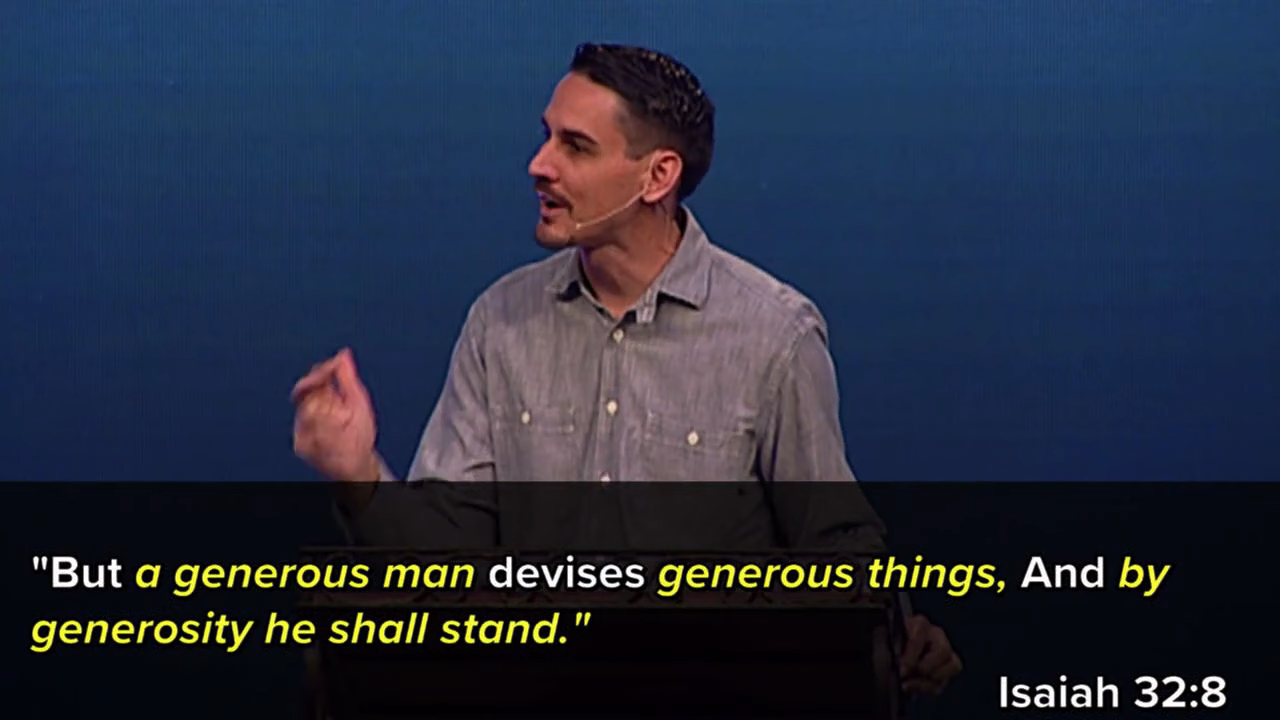 "But a generous man devises generous things, And by
generosity he shall stand."
Isaiah 32:8